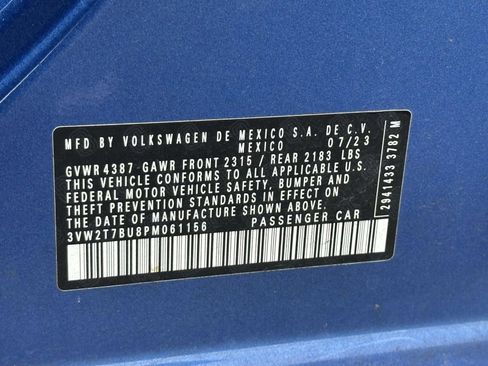 MFD BY VOLKSWAGEN DE MEXICO S.A. DE C.V.
MEXICO 07/23
GVWR 4387 GAWR FRONT 2315 / REAR 2183 LBS
THIS VEHICLE CONFORMS TO ALL APPLICABLE
FEDERAL MOTOR VEHICLE SAFETY, BUMPER AND
THEFT PREVENTION STANDARDS IN EFFECT ON
THE DATE OF MANUFACTURE SHOWN ABOVE.
3VW2T7BU8PM061156 PASSENGER CAR
2941433 3782 M